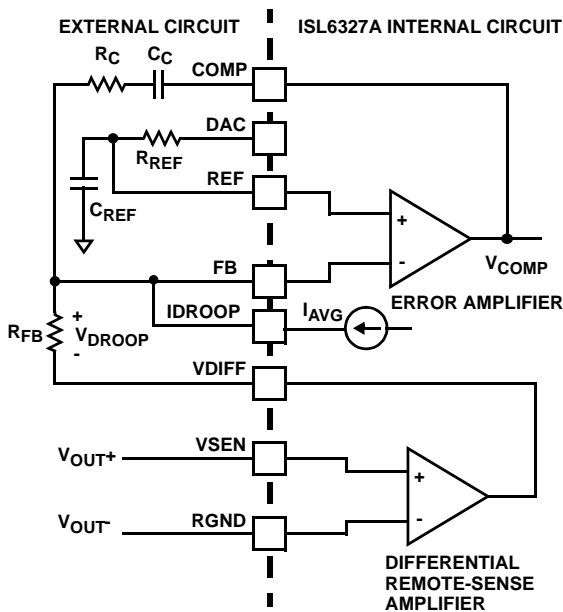 EXTERNAL CIRCUIT
ISL6327A INTERNAL CIRCUIT
RC
CC
COMP
DAC
RREF
REF
CREF
+
-
VCOMP
FB
ERROR AMPLIFIER
IDROOP
IAVG
RFB
+
VDROOP
-
VDIFF
VOUT+
VSEN
+
-
VOUT-
RGND
DIFFERENTIAL
REMOTE-SENSE
AMPLIFIER